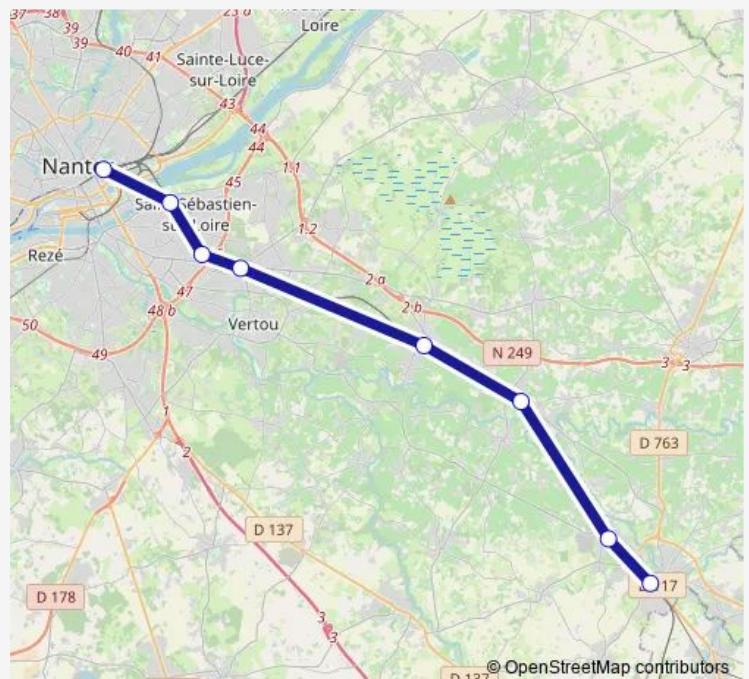 37
38
39
39
40
41
23 b
Loire
Sainte-Luce-
sur-Loire
43
44
44
1.1
Nant
45
1.2
Rezé
47
2 a
2 b
48 b
50
49
Vertou
N 249
3
3
1
2
D 763
D 137
D 178
17
3
3
D 137
© OpenStreetMap contributors